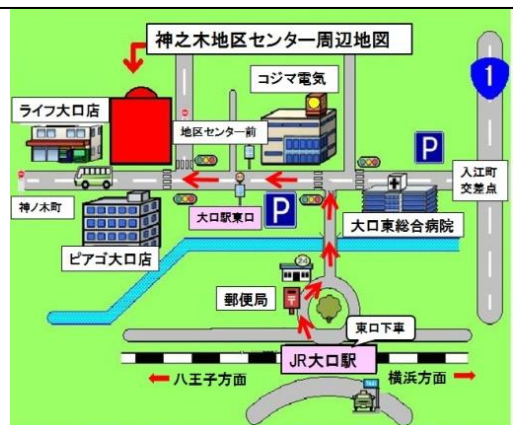 神之木地区センター周辺地図
1
コジマ電気
ライフ大口店
地区センター前
P
入江町
交差点
神ノ木町
大口駅東口
P
大口東総合病院
ピアゴ大口店
24
郵便局
〒
東口下車
JR大口駅
八王子方面
横浜方面
TAXI